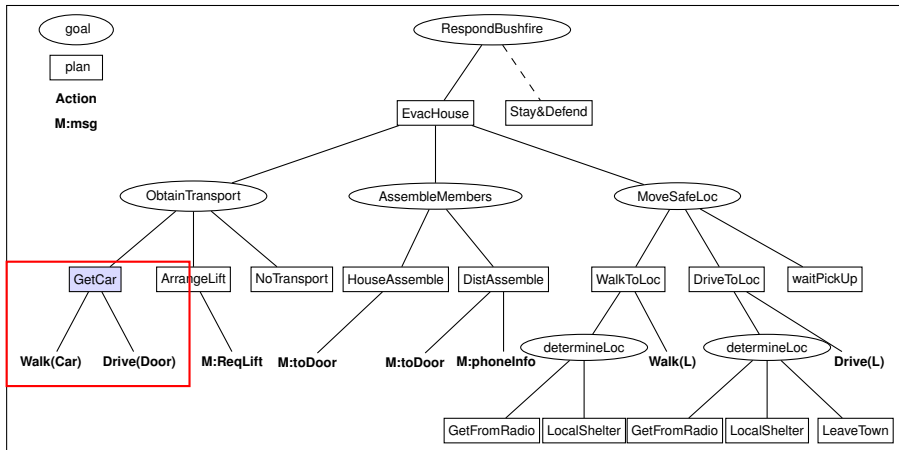 goal
RespondBushfire
plan
Action
EvacHouse
Stay&Defend
M:msg
ObtainTransport
AssembleMembers
MoveSafeLoc
GetCar
ArrangeLift
NoTransport
HouseAssemble
DistAssemble
WalkToLoc
DriveToLoc
waitPickUp
Walk(Car)
Drive(Door)
M:ReqLift
M:toDoor
M:toDoor
M:phoneInfo
determineLoc
Walk(L)
determineLoc
Drive(L)
GetFromRadio
LocalShelter
GetFromRadio
LocalShelter
LeaveTown